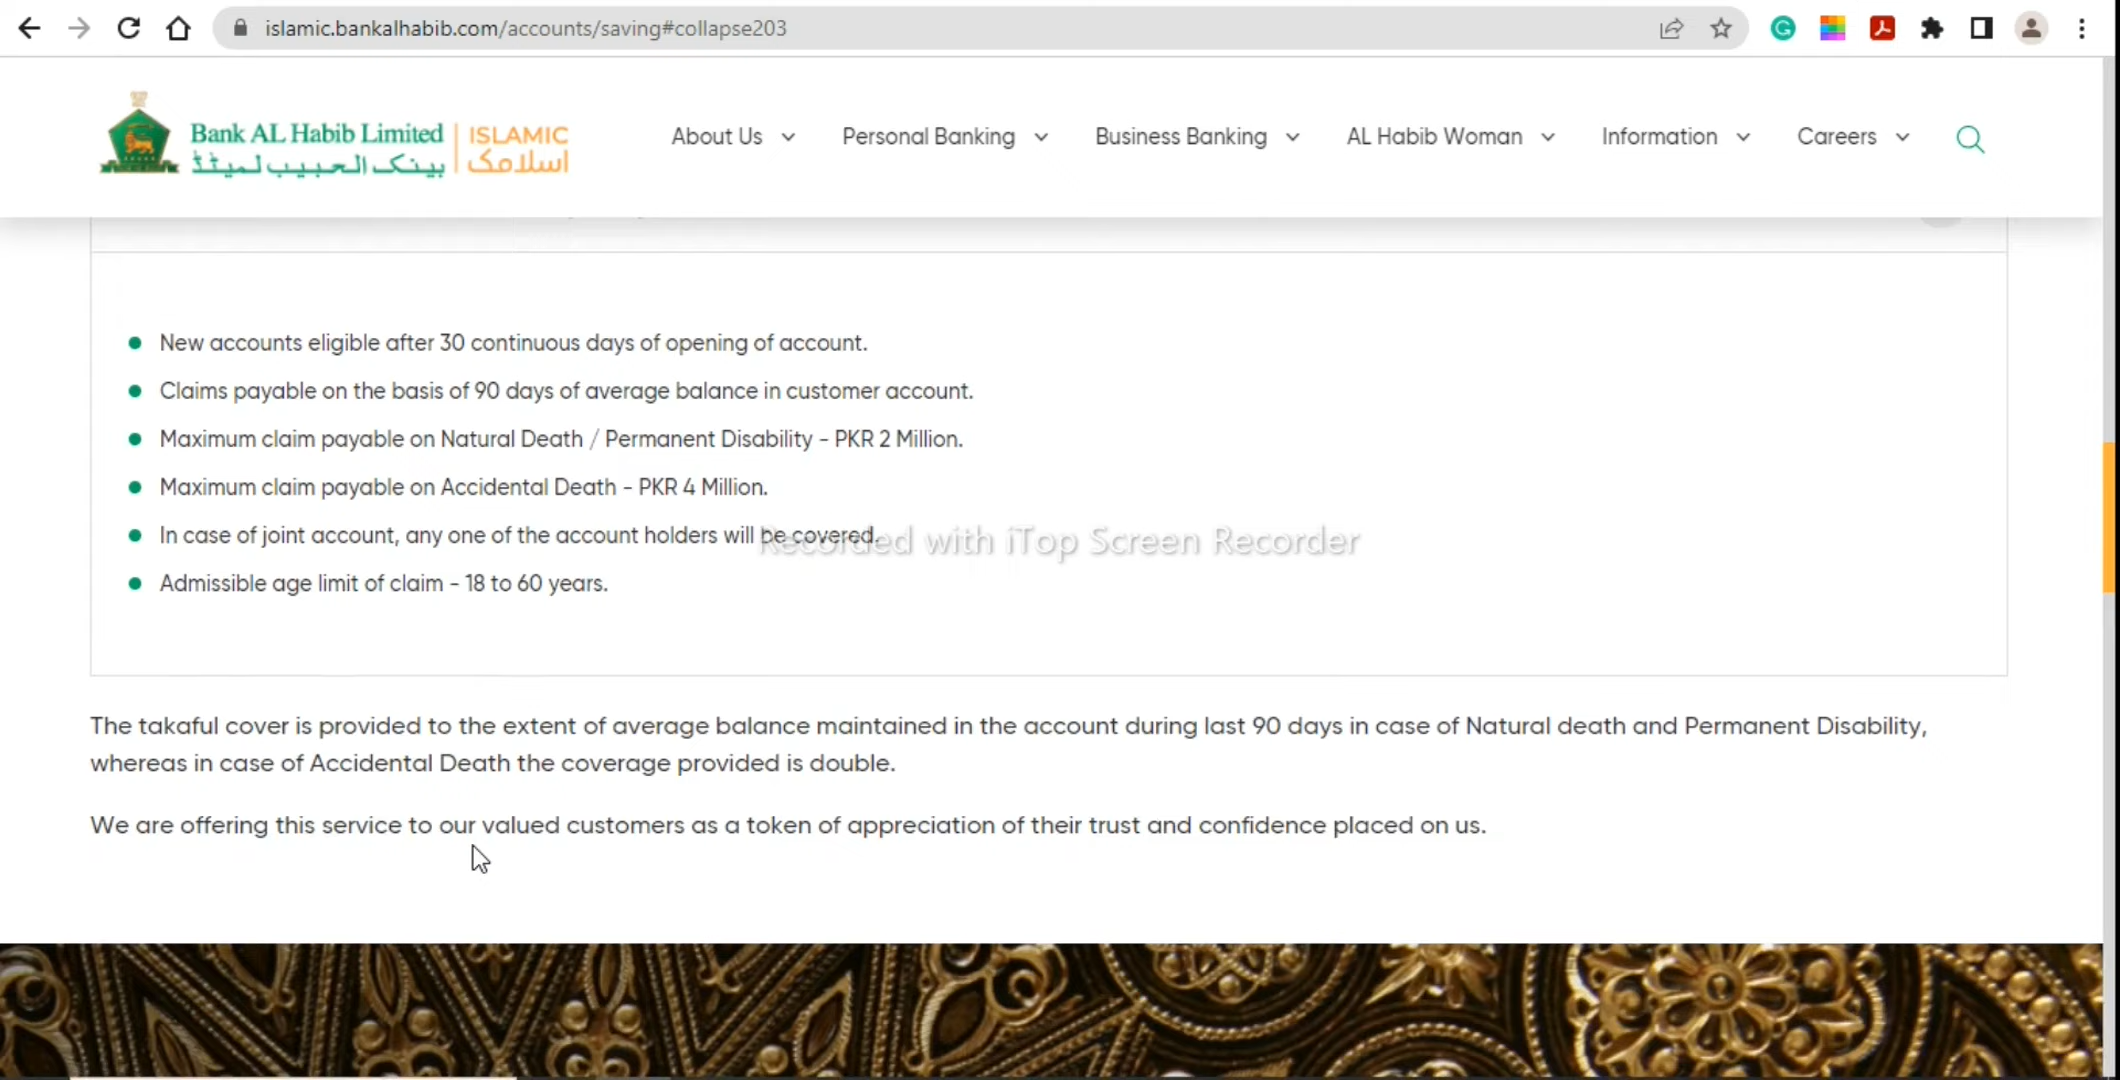 islamic.bankalhabib.com/accounts/saving#collapse203
Bank AL Habib Limited
بینک الحبیب لمیٹڈ
ISLAMIC
اسلامک
About Us
Personal Banking
Business Banking
AL Habib Woman
Information
Careers
New accounts eligible after 30 continuous days of opening of account.
Claims payable on the basis of 90 days of average balance in customer account.
Maximum claim payable on Natural Death / Permanent Disability - PKR 2 Million.
Maximum claim payable on Accidental Death - PKR 4 Million.
In case of joint account, any one of the account holders will be covered.
Recorded with iTop Screen Recorder
Admissible age limit of claim - 18 to 60 years.
The takaful cover is provided to the extent of average balance maintained in the account during last 90 days in case of Natural death and Permanent Disability,
whereas in case of Accidental Death the coverage provided is double.
We are offering this service to our valued customers as a token of appreciation of their trust and confidence placed on us.